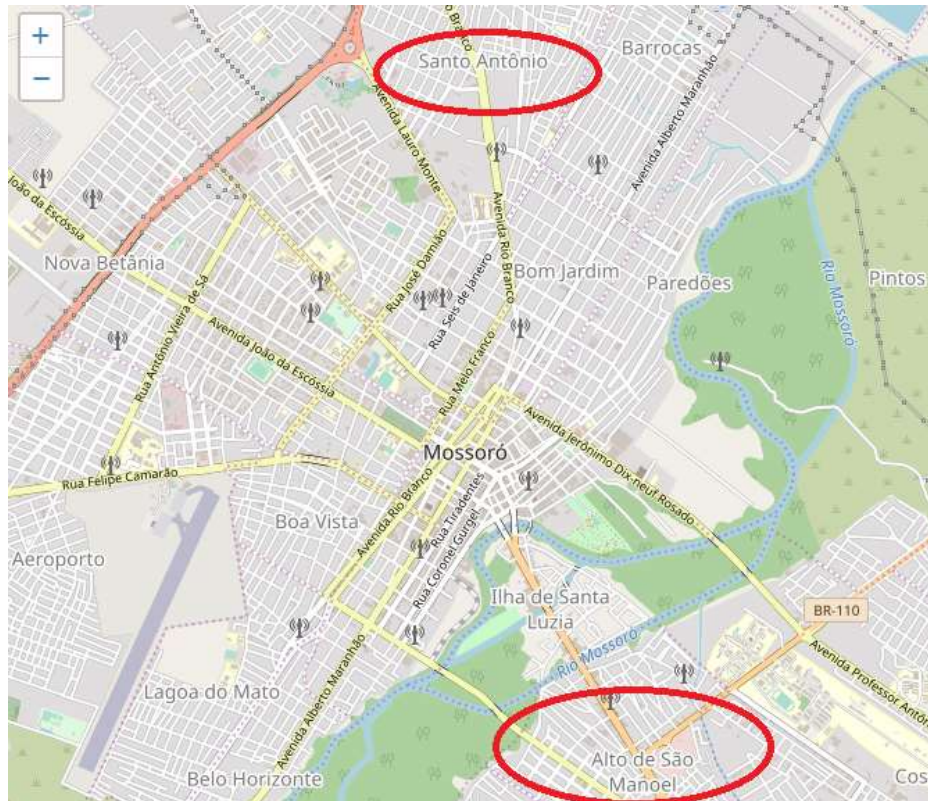 +
−
Rio Branco
Santo Antônio
Barrocas
Avenida Lauro Monte
Avenida Alberto Maranhão
João da Escóssia
Nova Betânia
Avenida Rio Branco
Rua José Damião
Rua Seis de Janeiro
Bom Jardim
Paredões
Rio Mossoró
Pintos
Rua Antônio Vieira de Sá
Avenida João da Escóssia
Rua Meio Franco
Avenida Jerônimo Dix-neuf Rosado
Mossoró
Rua Felipe Camarão
Boa Vista
Avenida Rio Branco
Rua Tiradentes
Rua Coronel Gurgel
Aeroporto
Ilha de Santa
Luzia
BR-110
Rio Mossoró
Avenida Professor Antôn
Lagoa do Mato
Avenida Alberto Maranhão
Belo Horizonte
Alto de São
Manoel
Cos